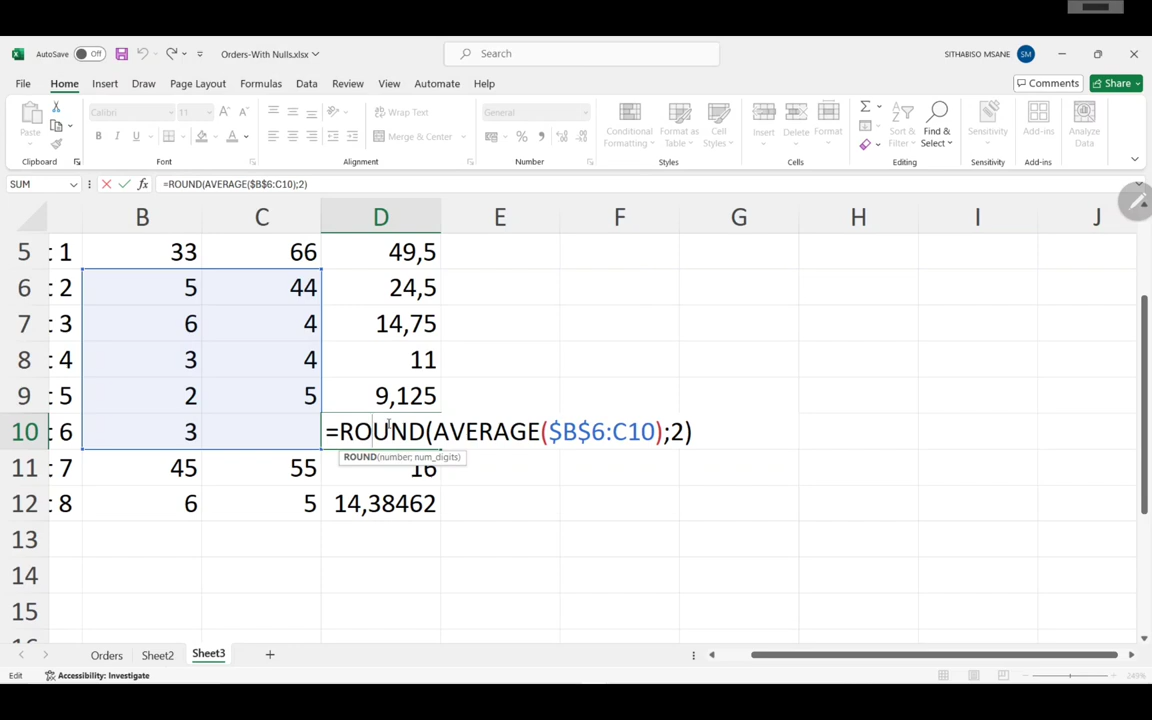 AutoSave Off Orders-With Nulls.xlsx Search SITHABISO MSANE SM
File Home Insert Draw Page Layout Formulas Data Review View Automate Help Comments Share
Paste Calibri 11 Wrap Text General Conditional Formatting Format as Table Cell Styles Insert Delete Format Sort & Filter Find & Select Sensitivity Add-ins Analyze Data
B I U A Merge & Center % 
Clipboard Font Alignment Number Styles Cells Editing Sensitivity Add-ins
SUM fx =ROUND(AVERAGE($B$6:C10);2)
B C D E F G H I J
5 t 1 33 66 49,5
6 t 2 5 44 24,5
7 t 3 6 4 14,75
8 t 4 3 4 11
9 t 5 2 5 9,125
10 t 6 3 =ROUND(AVERAGE($B$6:C10);2)
ROUND(number; num_digits)
11 t 7 45 55 16
12 t 8 6 5 14,38462
13
14
15
Orders Sheet2 Sheet3
Edit Accessibility: Investigate 249%